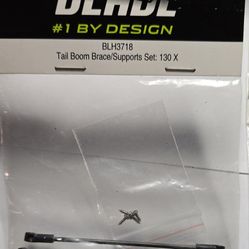 BLADE
#1 BY DESIGN
BLH3718
Tail Boom Brace/Supports Set: 130 X